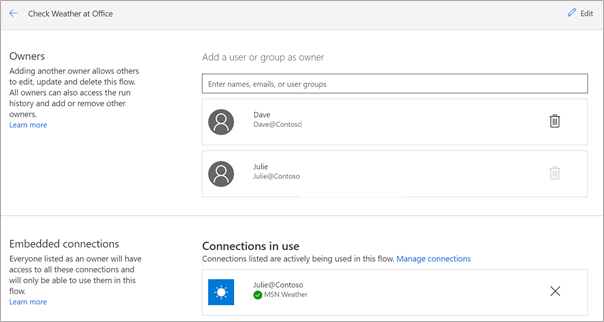 Check Weather at Office
Edit
Owners
Adding another owner allows others
to edit, update and delete this flow.
All owners can also access the run
history and add or remove other
owners.
Learn more
Add a user or group as owner
Enter names, emails, or user groups
Dave
Dave@Contoso
Julie
Julie@Contoso
Embedded connections
Everyone listed as an owner will have
access to all these connections and
will only be able to use them in this
flow.
Learn more
Connections in use
Connections listed are actively being used in this flow. Manage connections
Julie@Contoso
MSN Weather